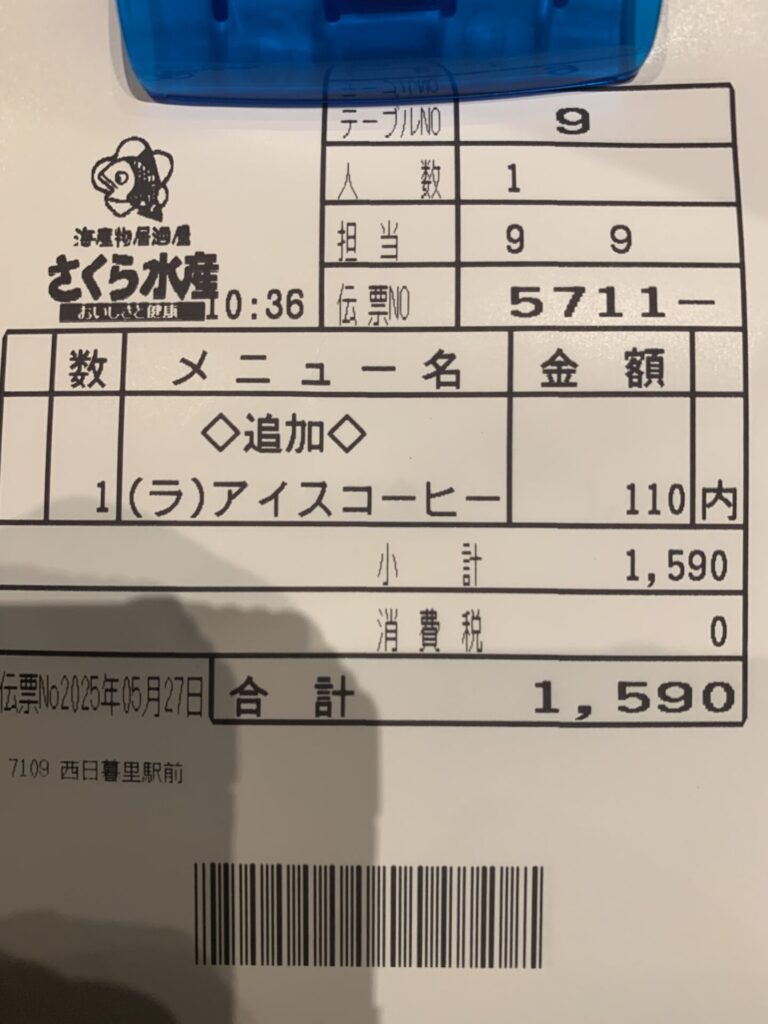 テーブルNO 9
人数 1
担当 9 9
海産物居酒屋
さくら水産
おいしさと健康
10:36
伝票NO 5711-
数 メニュー名 金額
◇追加◇
1 (ラ)アイスコーヒー 110 内
小計 1,590
消費税 0
伝票No2025年05月27日 合計 1,590
7109 西日暮里駅前